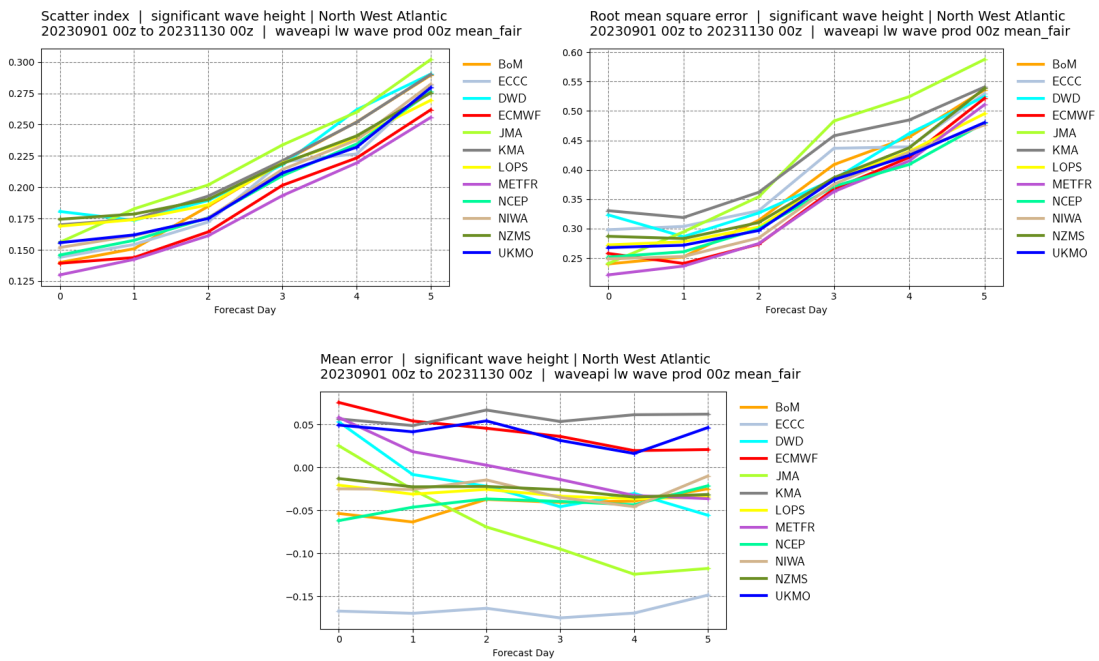 Scatter index | significant wave height | North West Atlantic
20230901 00z to 20231130 00z | waveapi lw wave prod 00z mean_fair
0.300
0.275
0.250
0.225
0.200
0.175
0.150
0.125
0 1 2 3 4 5
Forecast Day
BoM
ECCC
DWD
ECMWF
JMA
KMA
LOPS
METFR
NCEP
NIWA
NZMS
UKMO
Root mean square error | significant wave height | North West Atlantic
20230901 00z to 20231130 00z | waveapi lw wave prod 00z mean_fair
0.60
0.55
0.50
0.45
0.40
0.35
0.30
0.25
0 1 2 3 4 5
Forecast Day
BoM
ECCC
DWD
ECMWF
JMA
KMA
LOPS
METFR
NCEP
NIWA
NZMS
UKMO
Mean error | significant wave height | North West Atlantic
20230901 00z to 20231130 00z | waveapi lw wave prod 00z mean_fair
0.05
0.00
−0.05
−0.10
−0.15
0 1 2 3 4 5
Forecast Day
BoM
ECCC
DWD
ECMWF
JMA
KMA
LOPS
METFR
NCEP
NIWA
NZMS
UKMO